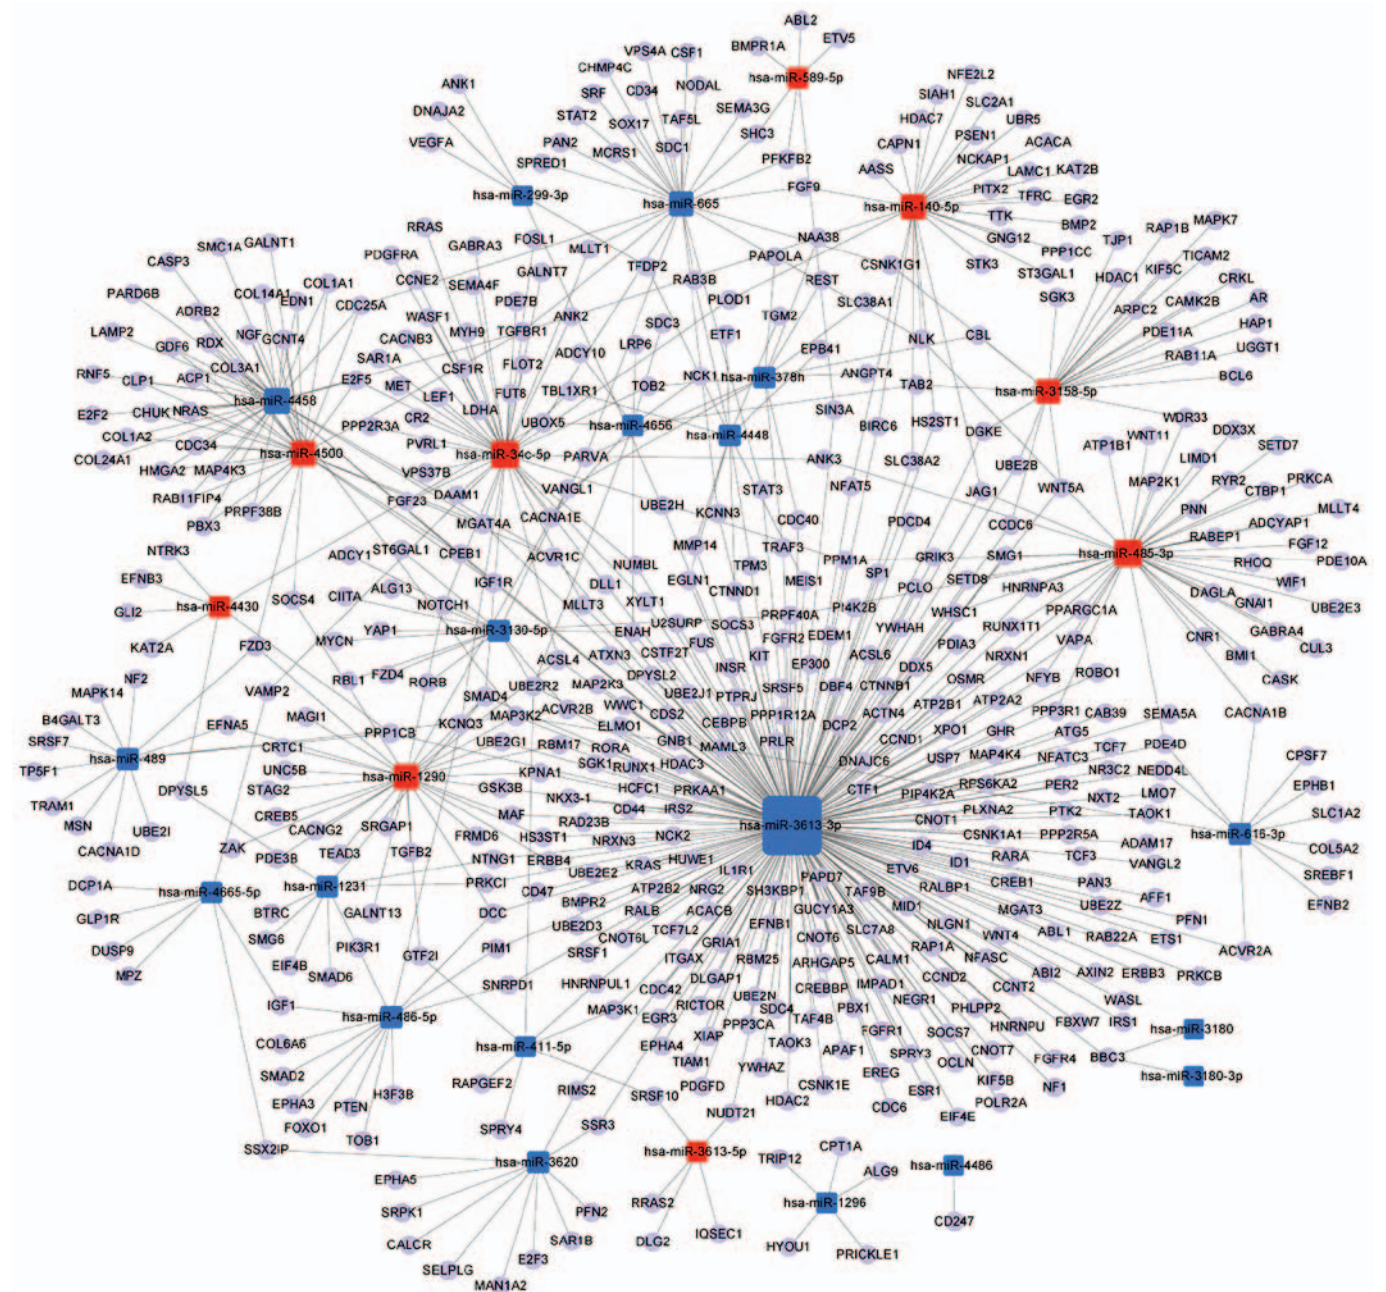 ABL2
ETV5
BMPR1A
VPS4A
CSF1
CHMP4C
hsa-miR-589-5p
NFE2L2
ANK1
SRF
CD34
NODAL
SIAH1
SLC2A1
DNAJA2
STAT2
SOX17
TAF5L
SEMA3G
HDAC7
UBR5
VEGFA
PAN2
MCRS1
SDC1
SHC3
CAPN1
PSEN1
ACACA
SPRED1
PFKFB2
AASS
NCKAP1
LAMC1
KAT2B
hsa-miR-299-3p
hsa-miR-665
FGF9
hsa-miR-140-5p
PITX2
TFRC
EGR2
TTK
BMP2
RRAS
NAA38
GNG12
PPP1CC
RAP1B
MAPK7
SMC1A
GALNT1
PDGFRA
GABRA3
FOSL1
MLLT1
PAPOLA
CSNK1G1
STK3
ST3GAL1
TJP1
TICAM2
CASP3
CCNE2
GALNT7
TFDP2
RAB3B
REST
HDAC1
KIF5C
CRKL
PARD6B
COL14A1
EDN1
COL1A1
CDC25A
SEMA4F
PDE7B
PLOD1
SLC38A1
SGK3
ARPC2
CAMK2B
AR
LAMP2
ADRB2
NGF
GCNT4
WASF1
MYH9
TGFBR1
ANK2
SDC3
TGM2
NLK
CBL
PDE11A
HAP1
GDF6
RDX
COL3A1
CACNB3
FLOT2
ADCY10
LRP6
ETF1
EPB41
RAB11A
UGGT1
RNF5
CLP1
ACP1
E2F5
SAR1A
CSF1R
FUT8
TBL1XR1
TOB2
NCK1
hsa-miR-378h
ANGPT4
TAB2
hsa-miR-3158-5p
BCL6
hsa-miR-4458
MET
LEF1
E2F2
CHUK
NRAS
CR2
LDHA
UBOX5
hsa-miR-4656
hsa-miR-4448
SIN3A
BIRC6
HS2ST1
WDR33
COL1A2
CDC34
PPP2R3A
PVRL1
DGKE
ATP1B1
WNT11
DDX3X
COL24A1
hsa-miR-4500
hsa-miR-34c-5p
PARVA
ANK3
SLC38A2
LIMD1
SETD7
HMGA2
MAP4K3
VPS37B
STAT3
NFAT5
UBE2B
WNT5A
MAP2K1
RYR2
PRKCA
RAB11FIP4
FGF23
DAAM1
VANGL1
UBE2H
JAG1
CTBP1
MLLT4
PBX3
PRPF38B
MGAT4A
CACNA1E
KCNN3
CDC40
PDCD4
CCDC6
PNN
RABEP1
ADCYAP1
NTRK3
ADCY1
ST6GAL1
CPEB1
ACVR1C
MMP14
TRAF3
PPM1A
GRIK3
SMG1
hsa-miR-485-3p
FGF12
EFNB3
ALG13
IGF1R
NUMBL
EGLN1
TPM3
MEIS1
SP1
PCLO
SETD8
RHOQ
PDE10A
CIITA
DLL1
CTNND1
HNRNPA3
DAGLA
WIF1
GLI2
hsa-miR-4430
SOCS4
NOTCH1
MLLT3
XYLT1
PRPF40A
PI4K2B
WHSC1
PPARGC1A
GNAI1
UBE2E3
MYCN
YAP1
hsa-miR-3130-5p
ENAH
U2SURP
SOCS3
FGFR2
EDEM1
YWHAH
RUNX1T1
CNR1
GABRA4
KAT2A
FZD3
ATXN3
CSTF2T
FUS
KIT
EP300
ACSL6
PDIA3
VAPA
BMI1
CUL3
NF2
RBL1
FZD4
RORB
ACSL4
DPYSL2
INSR
SRSF5
DBF4
DDX5
NRXN1
ROBO1
CASK
MAPK14
VAMP2
SMAD4
UBE2R2
MAP2K3
UBE2J1
PTPRJ
CTNNB1
OSMR
NFYB
B4GALT3
EFNA5
MAGI1
MAP3K2
ACVR2B
WWC1
CDS2
CEBPB
PPP1R12A
DCP2
ACTN4
ATP2B1
ATP2A2
PPP3R1
CAB39
SEMA5A
CACNA1B
SRSF7
PPP1CB
KCNQ3
ELMO1
GNB1
MAML3
PRLR
CCND1
XPO1
GHR
ATG5
TCF7
PDE4D
hsa-miR-489
CRTC1
UBE2G1
RBM17
RORA
HDAC3
DNAJC6
USP7
MAP4K4
NFATC3
NEDD4L
CPSF7
TP5F1
UNC5B
hsa-miR-1290
KPNA1
SGK1
RUNX1
PRKAA1
CTF1
PIP4K2A
RPS6KA2
PER2
NR3C2
LMO7
EPHB1
DPYSL5
STAG2
GSK3B
NKX3-1
HCFC1
IRS2
PLXNA2
PTK2
NXT2
TAOK1
SLC1A2
TRAM1
MSN
CREB5
MAF
CD44
hsa-miR-3613-3p
CNOT1
PPP2R5A
hsa-miR-615-3p
UBE2I
CACNG2
SRGAP1
FRMD6
HS3ST1
RAD23B
NRXN3
NCK2
CSNK1A1
ADAM17
COL5A2
CACNA1D
ZAK
PDE3B
TEAD3
TGFB2
NTNG1
ERBB4
KRAS
HUWE1
IL1R1
ID4
ID1
RARA
TCF3
VANGL2
SREBF1
DCP1A
hsa-miR-4665-5p
hsa-miR-1231
PRKCI
CD47
UBE2E2
ATP2B2
NRG2
SH3KBP1
PAPD7
TAF9B
ETV6
RALBP1
CREB1
PAN3
AFF1
EFNB2
GLP1R
BTRC
GALNT13
DCC
BMPR2
RALB
ACACB
GUCY1A3
MID1
MGAT3
UBE2Z
PFN1
DUSP9
SMG6
PIK3R1
UBE2D3
CNOT6L
TCF7L2
EFNB1
SLC7A8
NLGN1
WNT4
ABL1
RAB22A
ETS1
ACVR2A
MPZ
EIF4B
GTF2I
PIM1
SRSF1
GRIA1
CNOT6
RAP1A
NFASC
SMAD6
ITGAX
RBM25
ARHGAP5
CALM1
CCND2
ABI2
AXIN2
ERBB3
PRKCB
IGF1
SNRPD1
HNRNPUL1
CDC42
DLGAP1
CREBBP
IMPAD1
NEGR1
CCNT2
WASL
hsa-miR-486-5p
MAP3K1
RICTOR
UBE2N
SDC4
PBX1
PHLPP2
FBXW7
IRS1
hsa-miR-3180
COL6A6
EGR3
XIAP
PPP3CA
TAF4B
FGFR1
SOCS7
HNRNPU
BBC3
hsa-miR-411-5p
EPHA4
TIAM1
TAOK3
APAF1
SPRY3
OCLN
CNOT7
FGFR4
hsa-miR-3180-3p
SMAD2
RAPGEF2
RIMS2
YWHAZ
EREG
KIF5B
NF1
EPHA3
PTEN
H3F3B
SRSF10
PDGFD
CSNK1E
ESR1
POLR2A
FOXO1
HDAC2
CDC6
EIF4E
TOB1
SPRY4
SSR3
NUDT21
SSX2IP
hsa-miR-3620
hsa-miR-3613-5p
TRIP12
CPT1A
hsa-miR-4486
EPHA5
ALG9
SRPK1
PFN2
RRAS2
hsa-miR-1296
CD247
CALCR
SAR1B
DLG2
IQSEC1
HYOU1
PRICKLE1
SELPLG
E2F3
MAN1A2